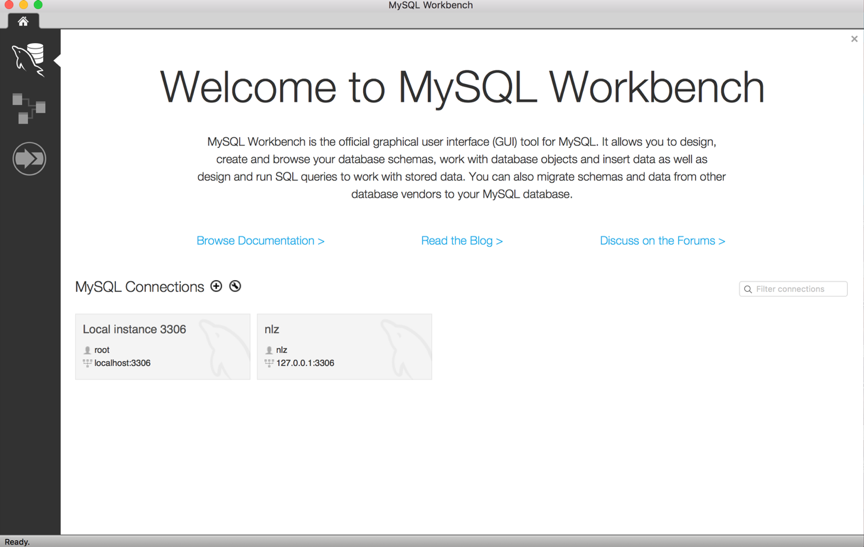 MySQL Workbench
Welcome to MySQL Workbench
MySQL Workbench is the official graphical user interface (GUI) tool for MySQL. It allows you to design,
create and browse your database schemas, work with database objects and insert data as well as
design and run SQL queries to work with stored data. You can also migrate schemas and data from other
database vendors to your MySQL database.
Browse Documentation >
Read the Blog >
Discuss on the Forums >
MySQL Connections
Filter connections
Local instance 3306
root
localhost:3306
nlz
nlz
127.0.0.1:3306
Ready.